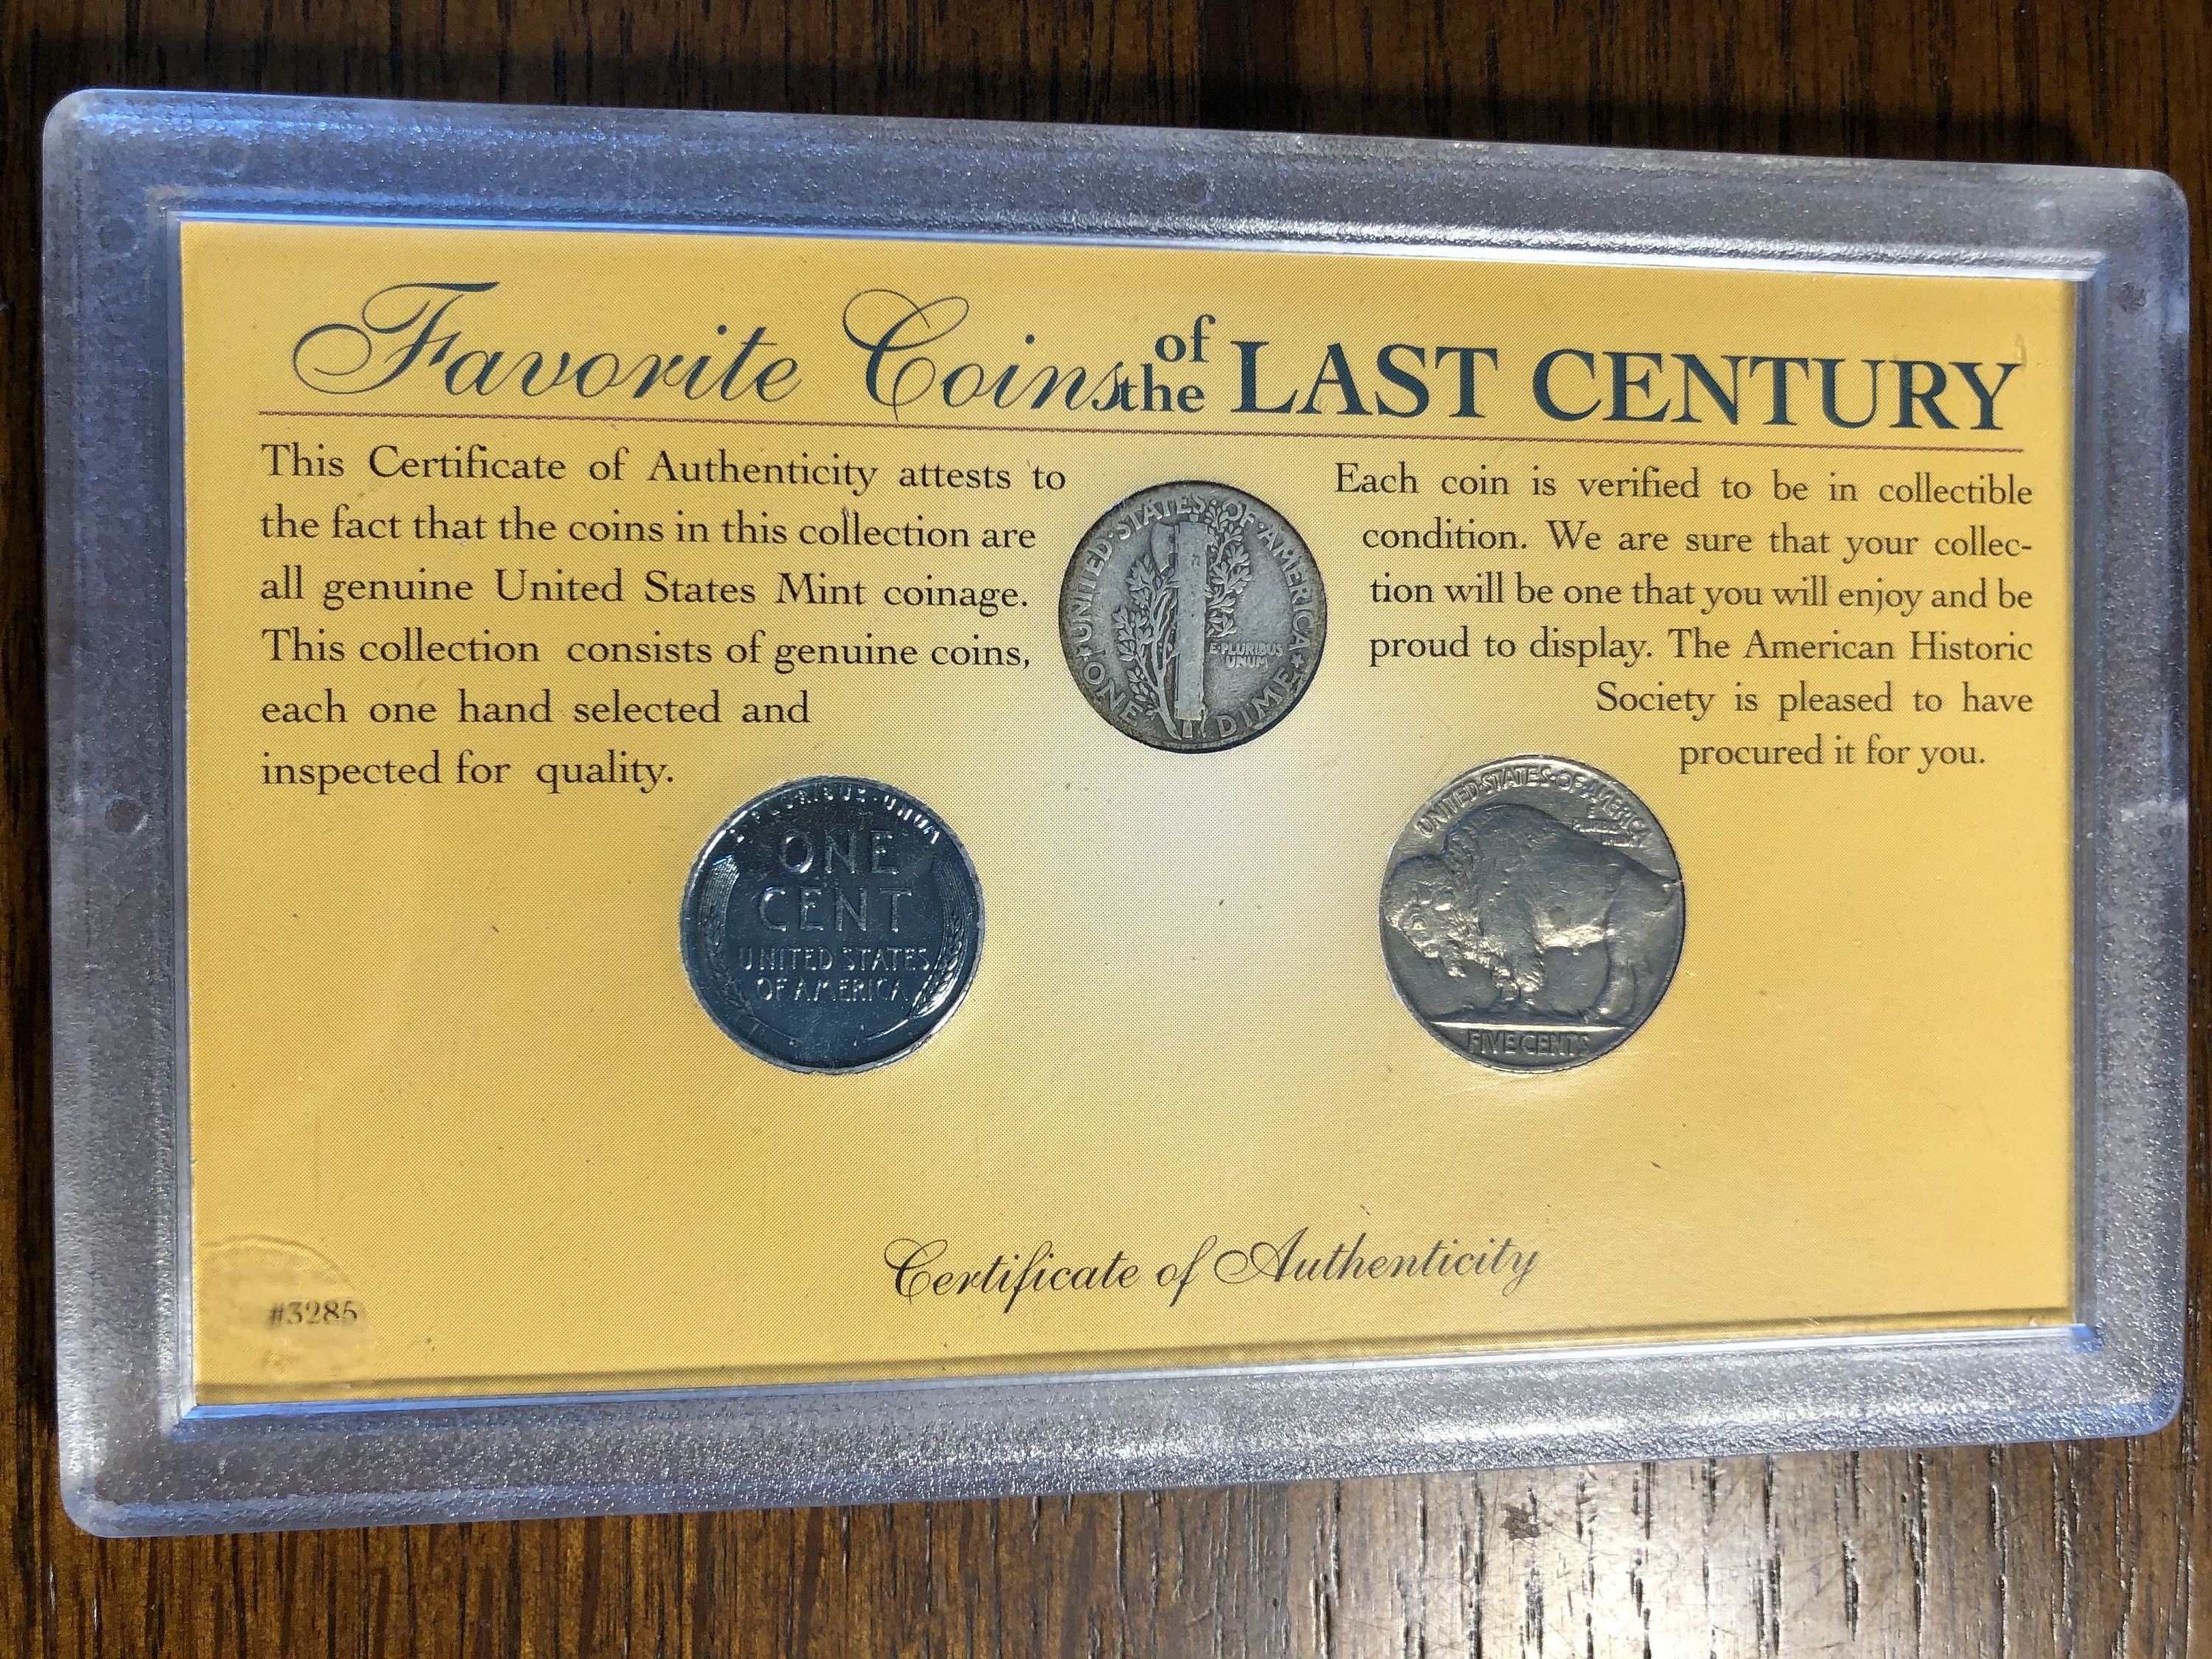 Favorite Coins of the LAST CENTURY
This Certificate of Authenticity attests to
the fact that the coins in this collection are
all genuine United States Mint coinage.
This collection consists of genuine coins,
each one hand selected and
inspected for quality.
Each coin is verified to be in collectible
condition. We are sure that your collec-
tion will be one that you will enjoy and be
proud to display. The American Historic
Society is pleased to have
procured it for you.
UNITED·STATES·OF·AMERICA
E·PLURIBUS
UNUM
ONE DIME
E·PLURIBUS·UNUM
ONE
CENT
UNITED STATES
OF AMERICA
UNITED·STATES·OF·AMERICA
FIVE CENTS
Certificate of Authenticity
#3285